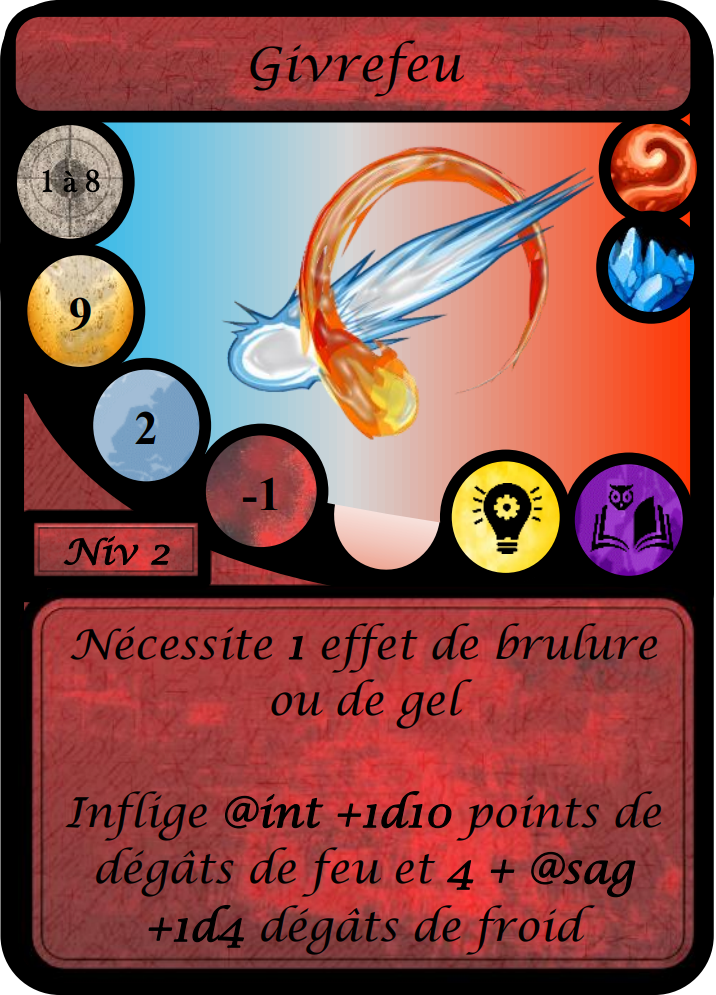 Givrefeu
1 à 8
9
2
-1
Niv 2
Nécessite 1 effet de brulure
ou de gel
Inflige @int +1d10 points de
dégâts de feu et 4 + @sag
+1d4 dégâts de froid